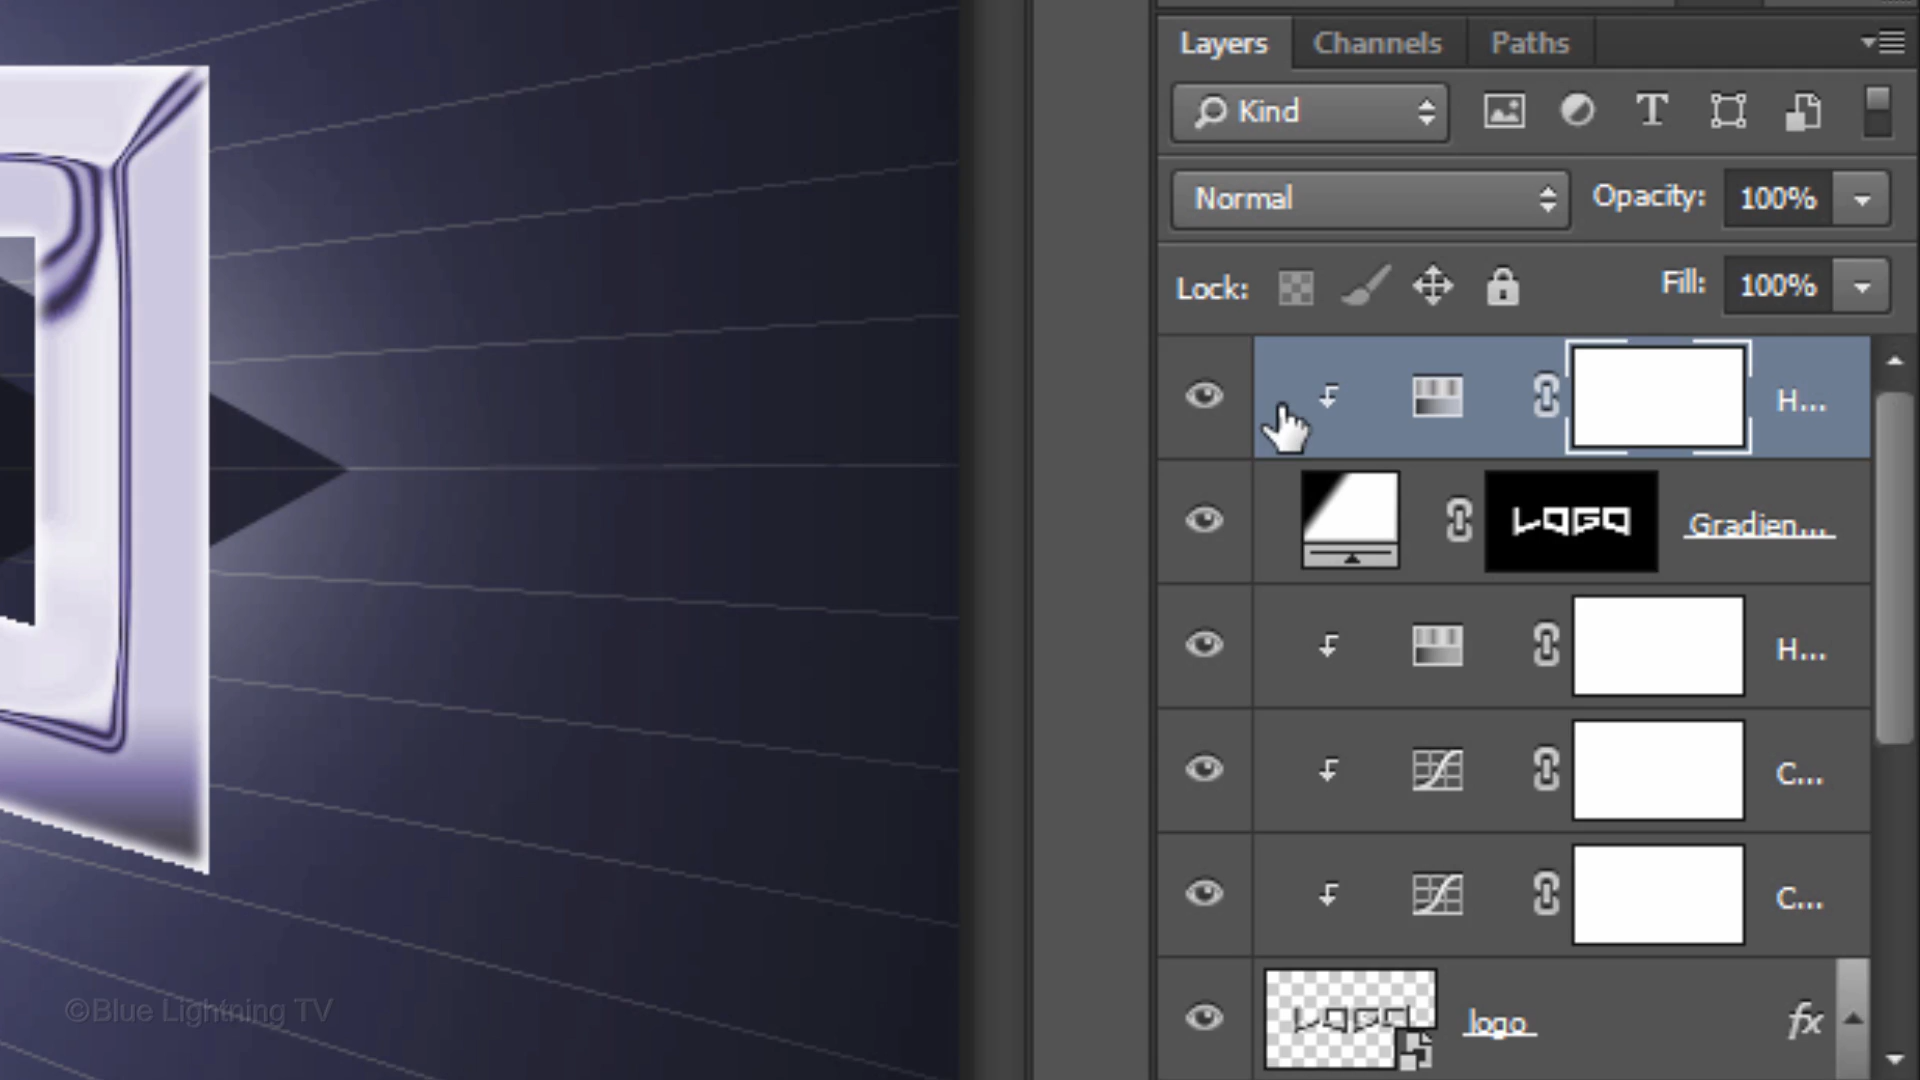 Layers Channels Paths
Kind T
Normal Opacity: 100%
Lock: Fill: 100%
H...
LOGO Gradien...
H...
C...
C...
LOGO logo fx
©Blue Lightning TV